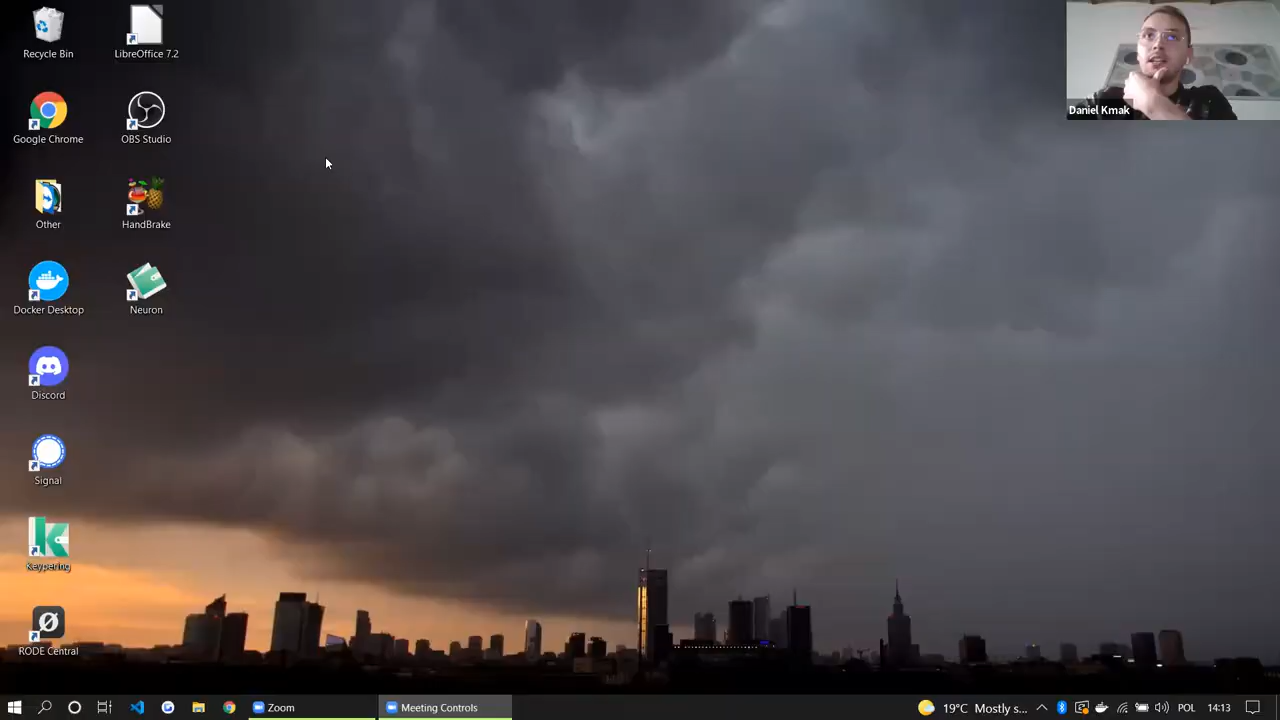 Recycle Bin
LibreOffice 7.2
Google Chrome
OBS Studio
Other
HandBrake
Docker Desktop
Neuron
Discord
Signal
Keypering
RODE Central
Daniel Kmak
Zoom
Meeting Controls
19°C Mostly s...
POL
14:13